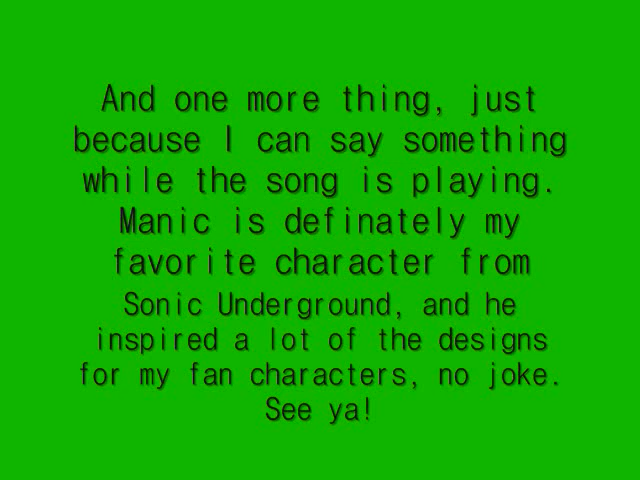 And one more thing, just
because I can say something
while the song is playing.
Manic is definately my
favorite character from
Sonic Underground, and he
inspired a lot of the designs
for my fan characters, no joke.
See ya!